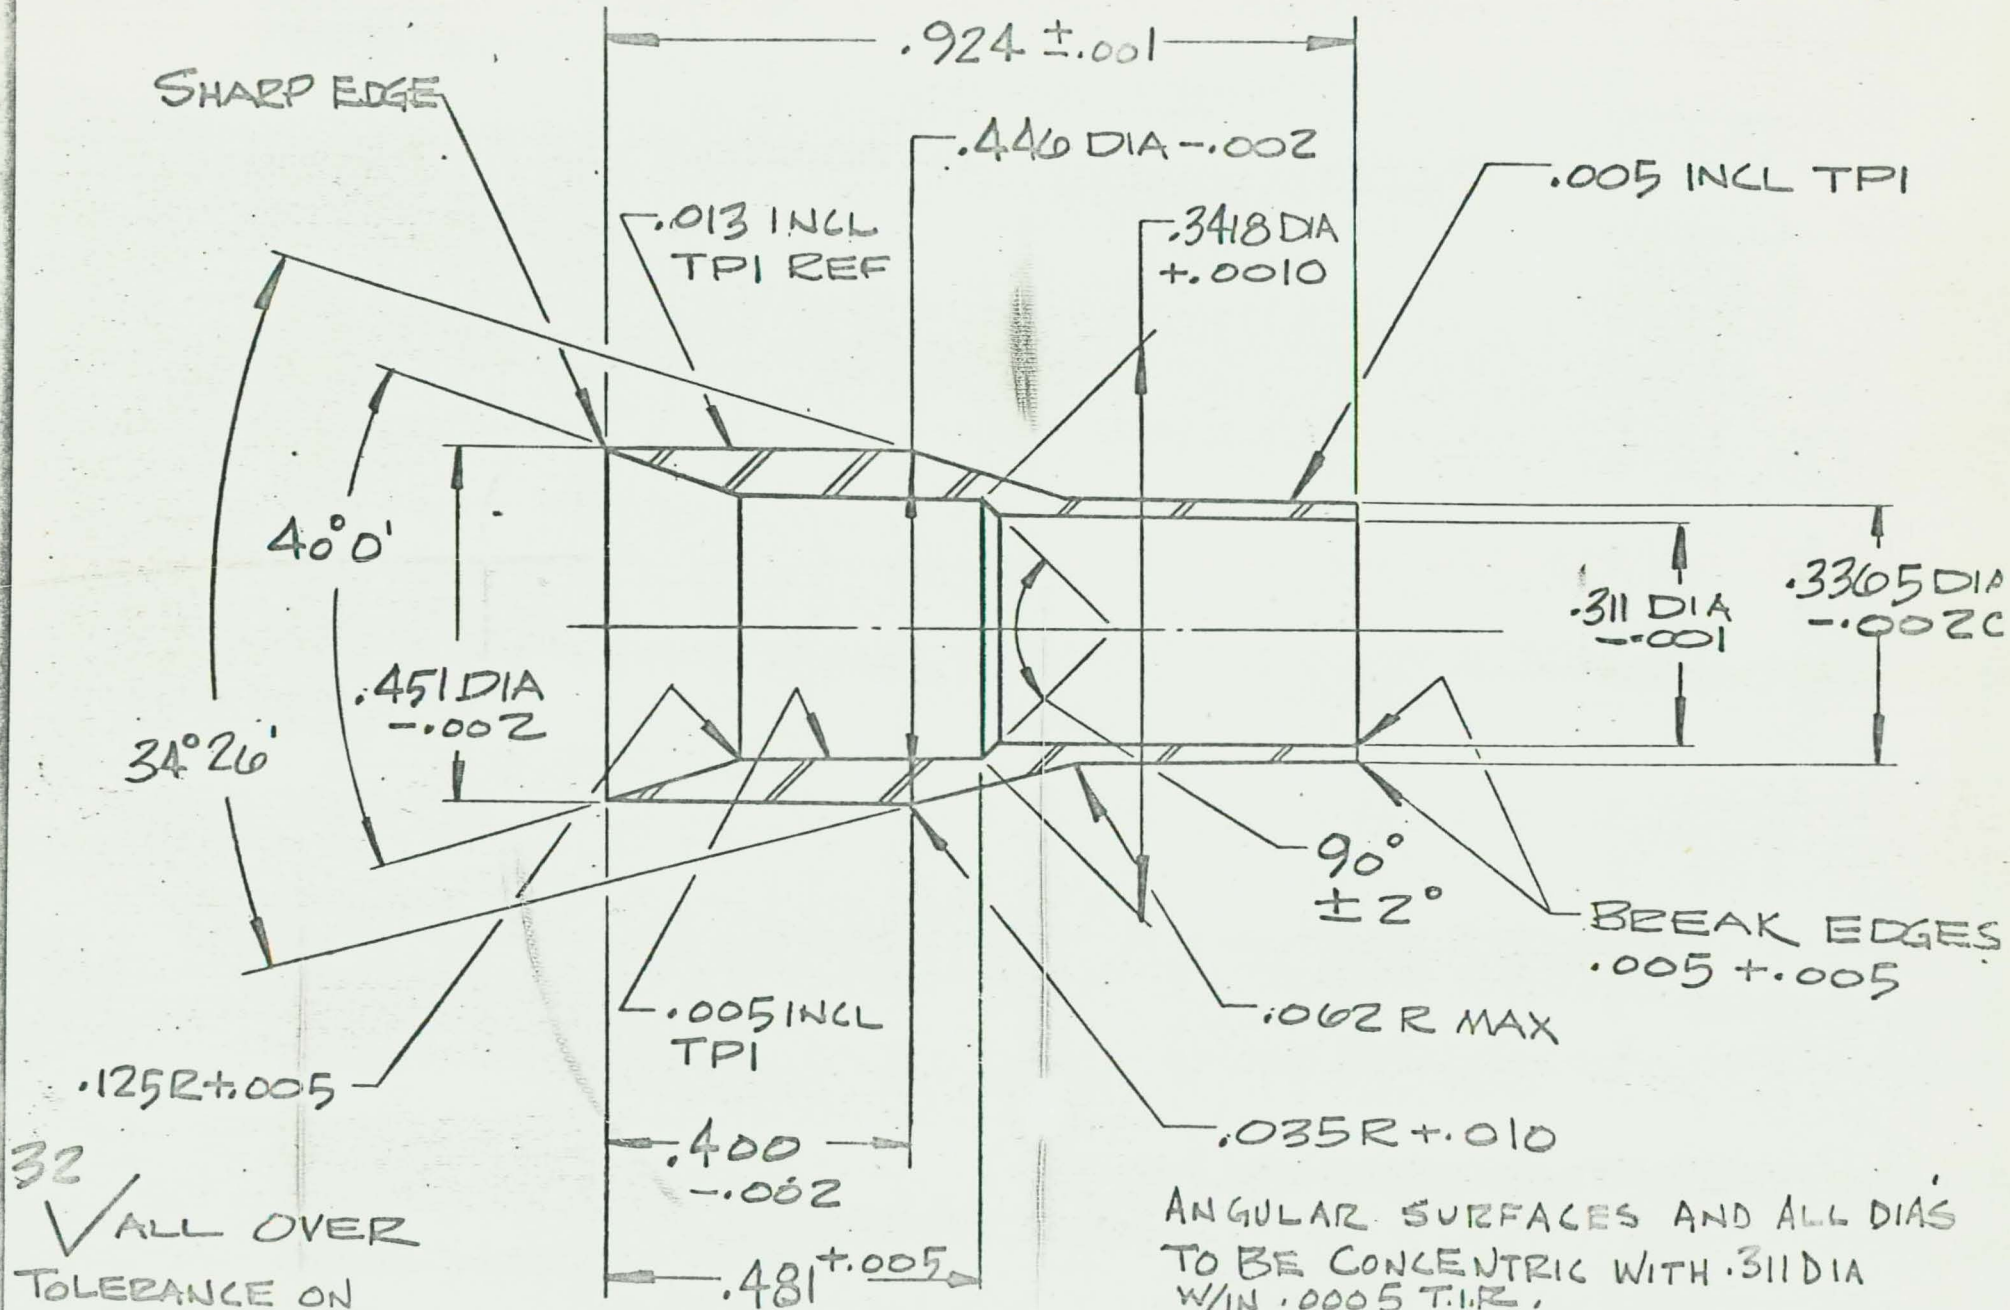 .924 ±.001
SHARP EDGE
.446 DIA -.002
.005 INCL TPI
.013 INCL
TPI REF
.3418 DIA
+.0010
40°0'
.451 DIA
-.002
34°26'
.311 DIA
-.001
.3365 DIA
-.002
90°
±2°
BREAK EDGES
.005 +.005
.005 INCL
TPI
.062 R MAX
.125R+.005
.035R +.010
.400
-.002
32
ALL OVER
TOLERANCE ON
.481 +.005
ANGULAR SURFACES AND ALL DIA'S
TO BE CONCENTRIC WITH .311 DIA
W/IN .0005 T.I.R.